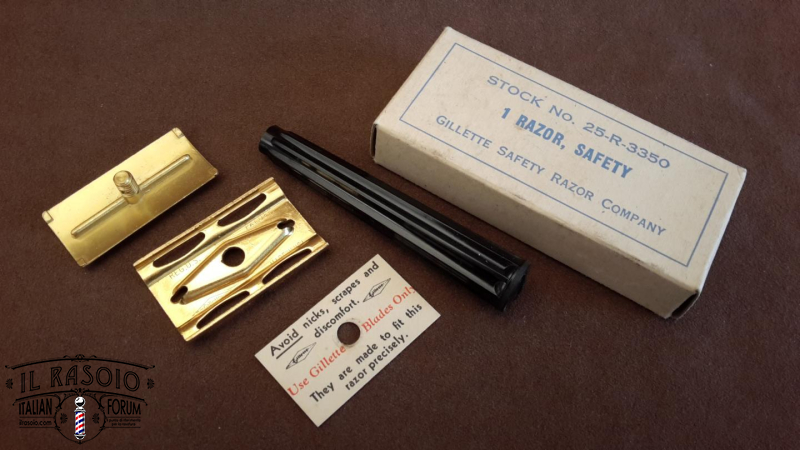 STOCK No. 25-R-3350
1 RAZOR, SAFETY
GILLETTE SAFETY RAZOR COMPANY
Avoid nicks, scrapes and
discomfort.
Use Gillette Blades Only
They are made to fit this
razor precisely.
IL RASOIO
ITALIAN FORUM
ilrasoio.com